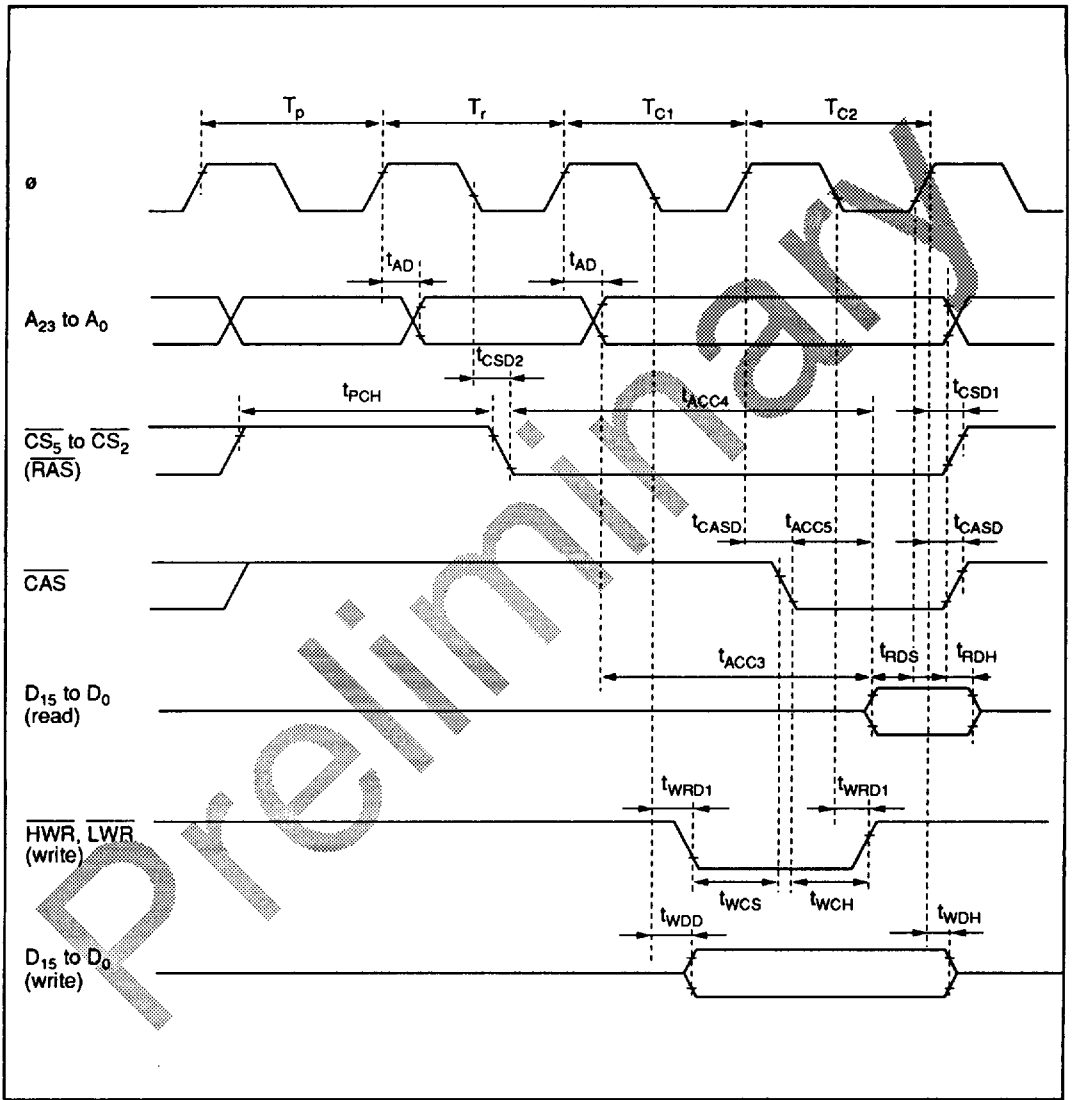 Tp Tr TC1 TC2
ø
tAD tAD
A23 to A0
tCSD2
tPCH tACC4 tCSD1
CS5 to CS2
(RAS)
tCASD tACC5 tCASD
CAS
tACC3 tRDS tRDH
D15 to D0
(read)
tWRD1 tWRD1
HWR, LWR
(write)
tWCS tWCH
tWDD tWDH
D15 to D0
(write)
Preliminary